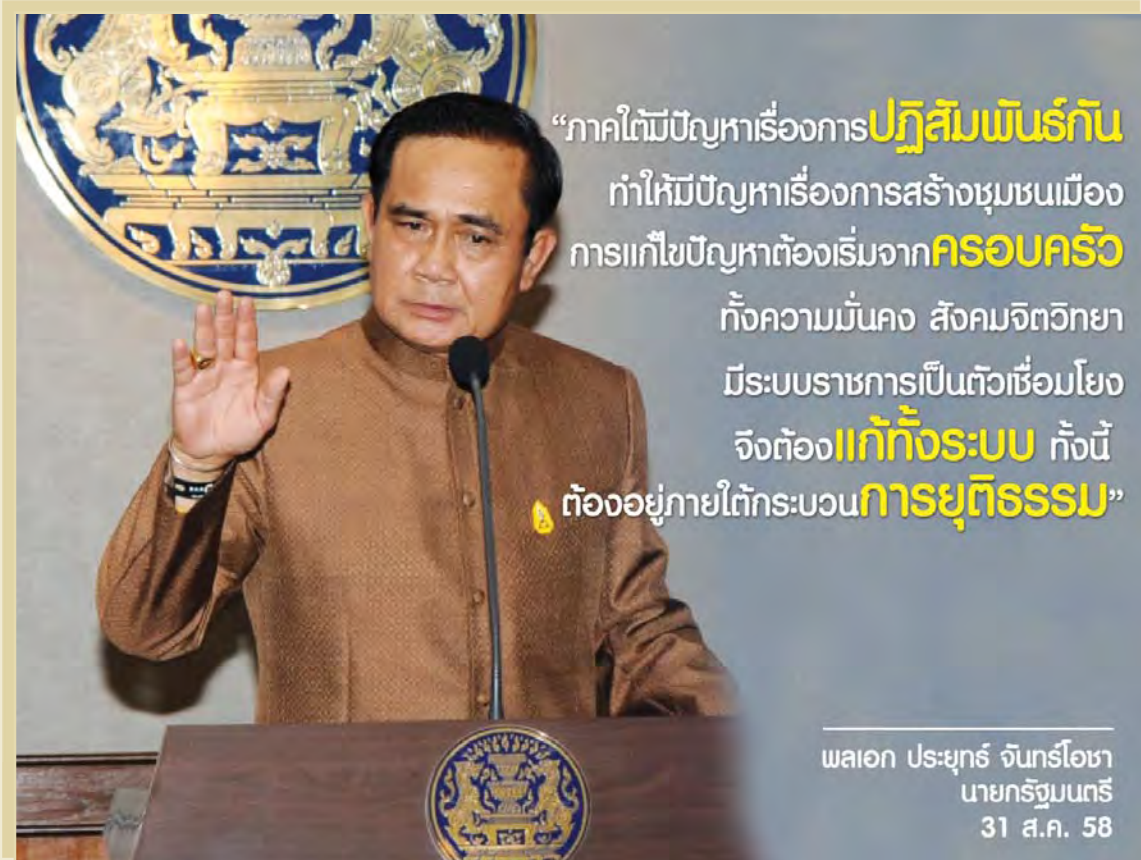 “ภาคใต้มีปัญหาเรื่องการปฏิสัมพันธ์กัน
ทำให้มีปัญหาเรื่องการสร้างชุมชนเมือง
การแก้ไขปัญหาต้องเริ่มจากครอบครัว
ทั้งความมั่นคง สังคมจิตวิทยา
มีระบบราชการเป็นตัวเชื่อมโยง
จึงต้องแก้ทั้งระบบ ทั้งนี้
ต้องอยู่ภายใต้กระบวนการยุติธรรม”
พลเอก ประยุทธ์ จันทร์โอชา
นายกรัฐมนตรี
31 ส.ค. 58